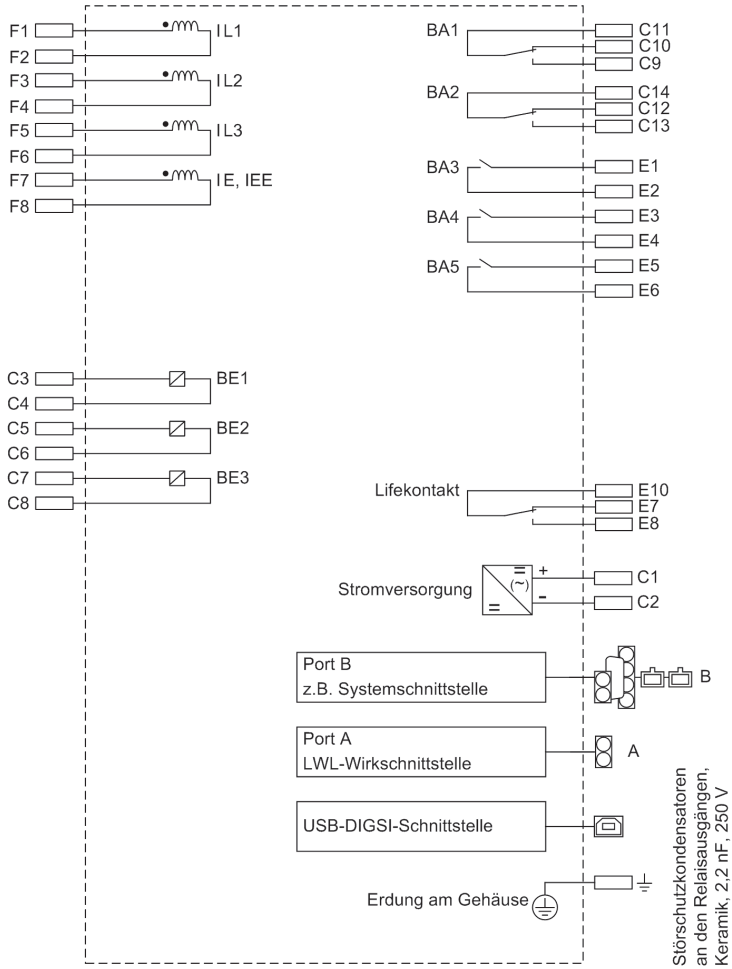 F1
F2
IL1
F3
F4
IL2
F5
F6
IL3
F7
F8
IE, IEE
C3
C4
BE1
C5
C6
BE2
C7
C8
BE3
BA1
C11
C10
C9
BA2
C14
C12
C13
BA3
E1
E2
BA4
E3
E4
BA5
E5
E6
Lifekontakt
E10
E7
E8
Stromversorgung
=
(~)
=
+
-
C1
C2
Port B
z.B. Systemschnittstelle
B
Port A
LWL-Wirkschnittstelle
A
USB-DIGSI-Schnittstelle
Erdung am Gehäuse
Störschutzkondensatoren
an den Relaisausgängen,
Keramik, 2,2 nF, 250 V